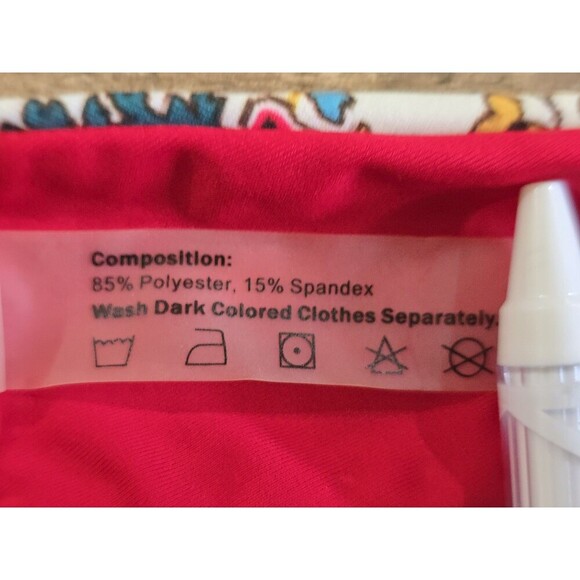 Composition:
85% Polyester, 15% Spandex
Wash Dark Colored Clothes Separately.